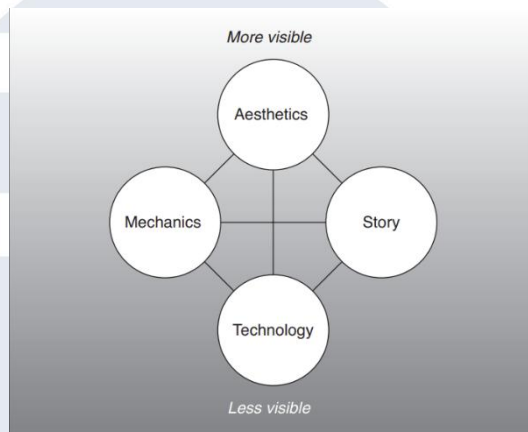 More visible
Aesthetics
Mechanics
Story
Technology
Less visible